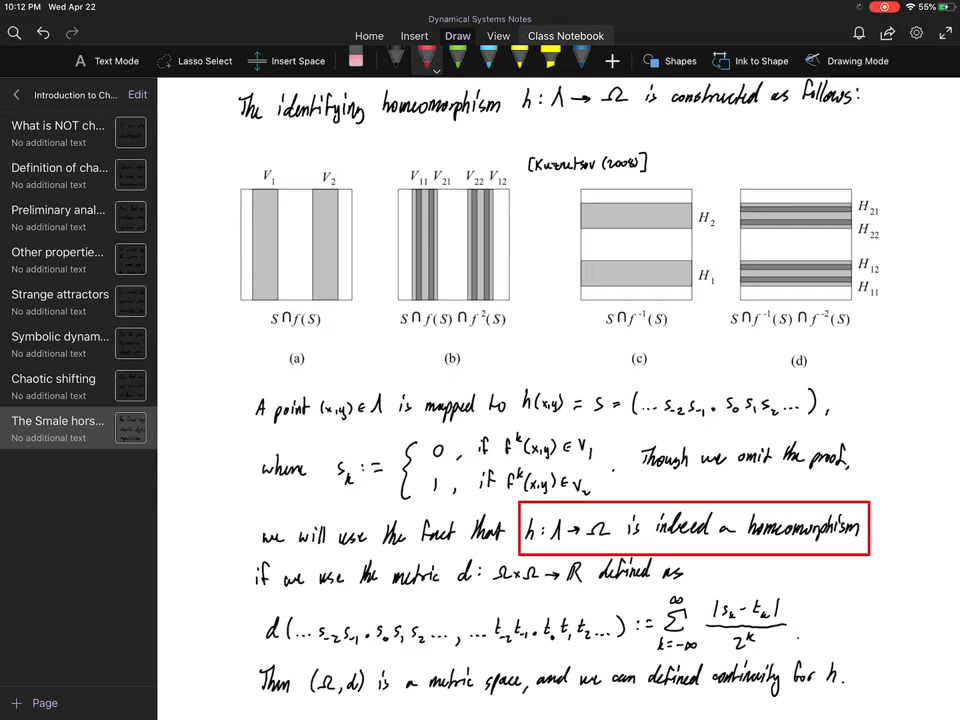 10:12 PM Wed Apr 22
55%
Dynamical Systems Notes
Home Insert Draw View Class Notebook
Text Mode Lasso Select Insert Space Shapes Ink to Shape Drawing Mode
Introduction to Ch... Edit
What is NOT ch...
No additional text
Definition of cha...
No additional text
Preliminary anal...
No additional text
Other propertie...
No additional text
Strange attractors
No additional text
Symbolic dynam...
No additional text
Chaotic shifting
No additional text
The Smale hors...
No additional text
Page
The identifying homeomorphism h : Λ → Ω is constructed as follows:
[Kuznetsov (2008)]
V₁ V₂
V₁₁ V₂₁ V₂₂ V₁₂
H₂
H₁
H₂₁
H₂₂
H₁₂
H₁₁
S ∩ f(S)
S ∩ f(S) ∩ f²(S)
S ∩ f⁻¹(S)
S ∩ f⁻¹(S) ∩ f⁻²(S)
(a) (b) (c) (d)
A point (x,y) ∈ Λ is mapped to h(x,y) = s = (... s₋₂ s₋₁ . s₀ s₁ s₂ ... ) ,
where sₖ := { 0 , if fᵏ(x,y) ∈ V₁
1 , if fᵏ(x,y) ∈ V₂ . Though we omit the proof,
we will use the fact that h : Λ → Ω is indeed a homeomorphism
if we use the metric d : Ω×Ω → ℝ defined as
d(... s₋₂ s₋₁ . s₀ s₁ s₂ ... , ... t₋₂ t₋₁ . t₀ t₁ t₂ ...) := ∑_{k=-∞}^{∞} |sₖ - tₖ| / 2ᵏ .
Then (Ω, d) is a metric space, and we can defined continuity for h.